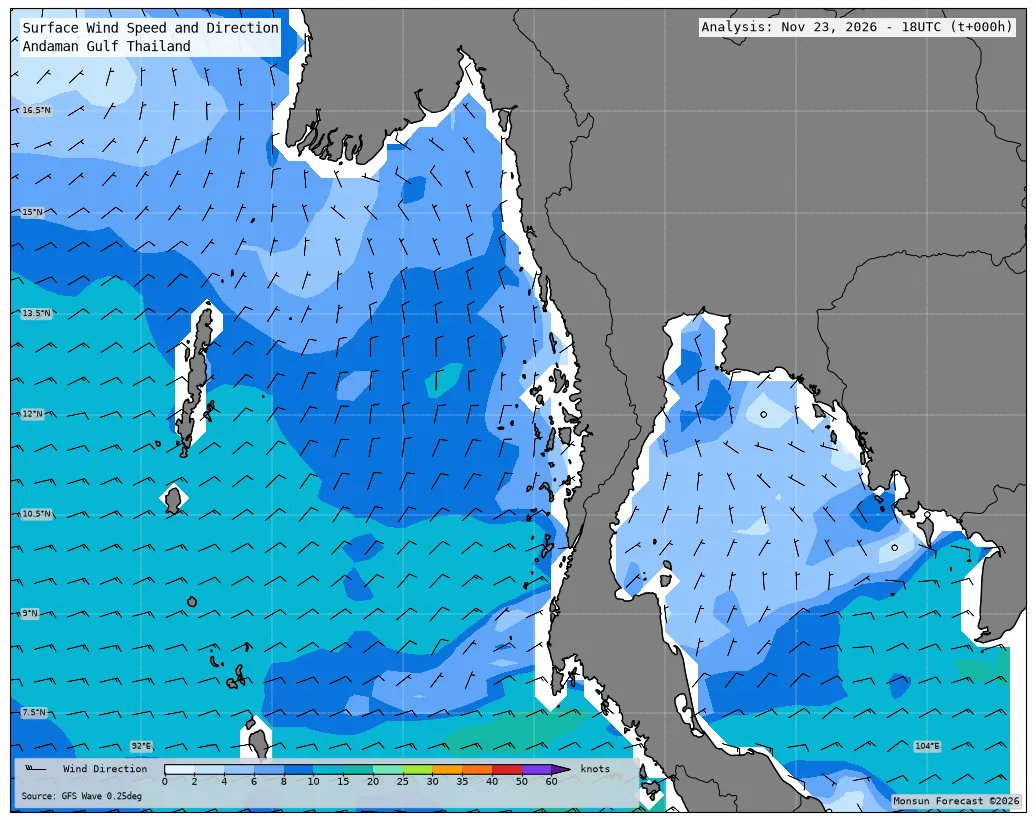 Surface Wind Speed and Direction
Andaman Gulf Thailand
Analysis: Nov 23, 2026 - 18UTC (t+000h)
16.5°N
15°N
13.5°N
12°N
10.5°N
9°N
7.5°N
92°E
104°E
Wind Direction
knots
0 2 4 6 8 10 15 20 25 30 35 40 50 60
Source: GFS Wave 0.25deg
Monsun Forecast ©2026